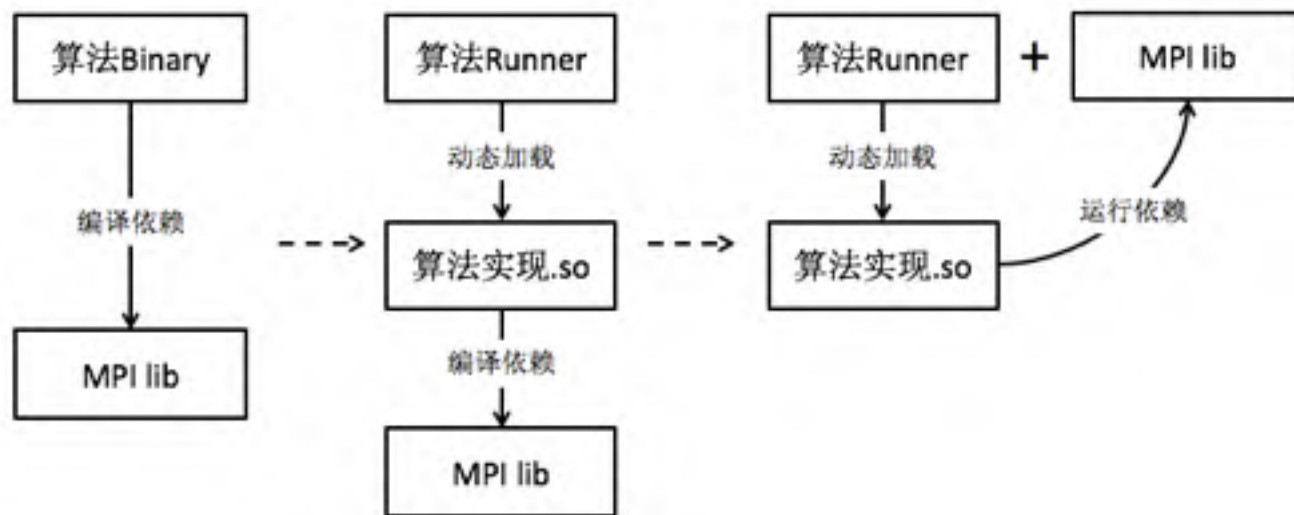 算法Binary
编译依赖
MPI lib
算法Runner
动态加载
算法实现.so
编译依赖
MPI lib
算法Runner
+
MPI lib
动态加载
运行依赖
算法实现.so